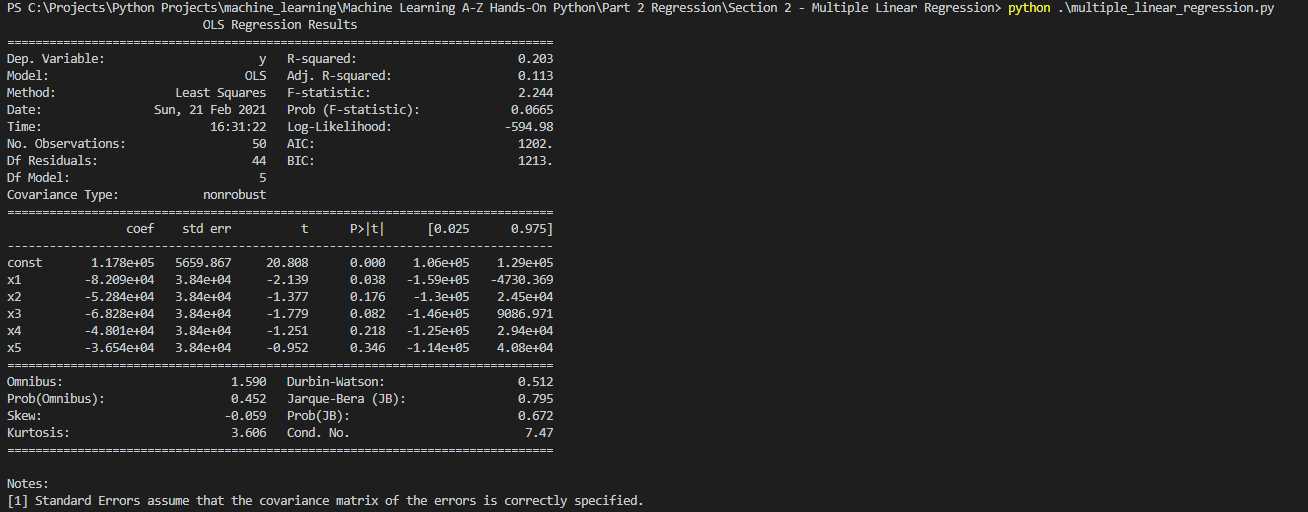 PS C:\Projects\Python Projects\machine_learning\Machine Learning A-Z Hands-On Python\Part 2 Regression\Section 2 - Multiple Linear Regression> python .\multiple_linear_regression.py
                            OLS Regression Results
==============================================================================
Dep. Variable:                      y   R-squared:                       0.203
Model:                            OLS   Adj. R-squared:                  0.113
Method:                 Least Squares   F-statistic:                     2.244
Date:                Sun, 21 Feb 2021   Prob (F-statistic):             0.0665
Time:                        16:31:22   Log-Likelihood:                -594.98
No. Observations:                  50   AIC:                             1202.
Df Residuals:                      44   BIC:                             1213.
Df Model:                           5
Covariance Type:            nonrobust
==============================================================================
                 coef    std err          t      P>|t|      [0.025      0.975]
------------------------------------------------------------------------------
const       1.178e+05   5659.867     20.808      0.000    1.06e+05    1.29e+05
x1         -8.209e+04   3.84e+04     -2.139      0.038   -1.59e+05   -4730.369
x2         -5.284e+04   3.84e+04     -1.377      0.176    -1.3e+05    2.45e+04
x3         -6.828e+04   3.84e+04     -1.779      0.082   -1.46e+05    9086.971
x4         -4.801e+04   3.84e+04     -1.251      0.218   -1.25e+05    2.94e+04
x5         -3.654e+04   3.84e+04     -0.952      0.346   -1.14e+05    4.08e+04
==============================================================================
Omnibus:                        1.590   Durbin-Watson:                   0.512
Prob(Omnibus):                  0.452   Jarque-Bera (JB):                0.795
Skew:                          -0.059   Prob(JB):                        0.672
Kurtosis:                       3.606   Cond. No.                         7.47
==============================================================================
Notes:
[1] Standard Errors assume that the covariance matrix of the errors is correctly specified.